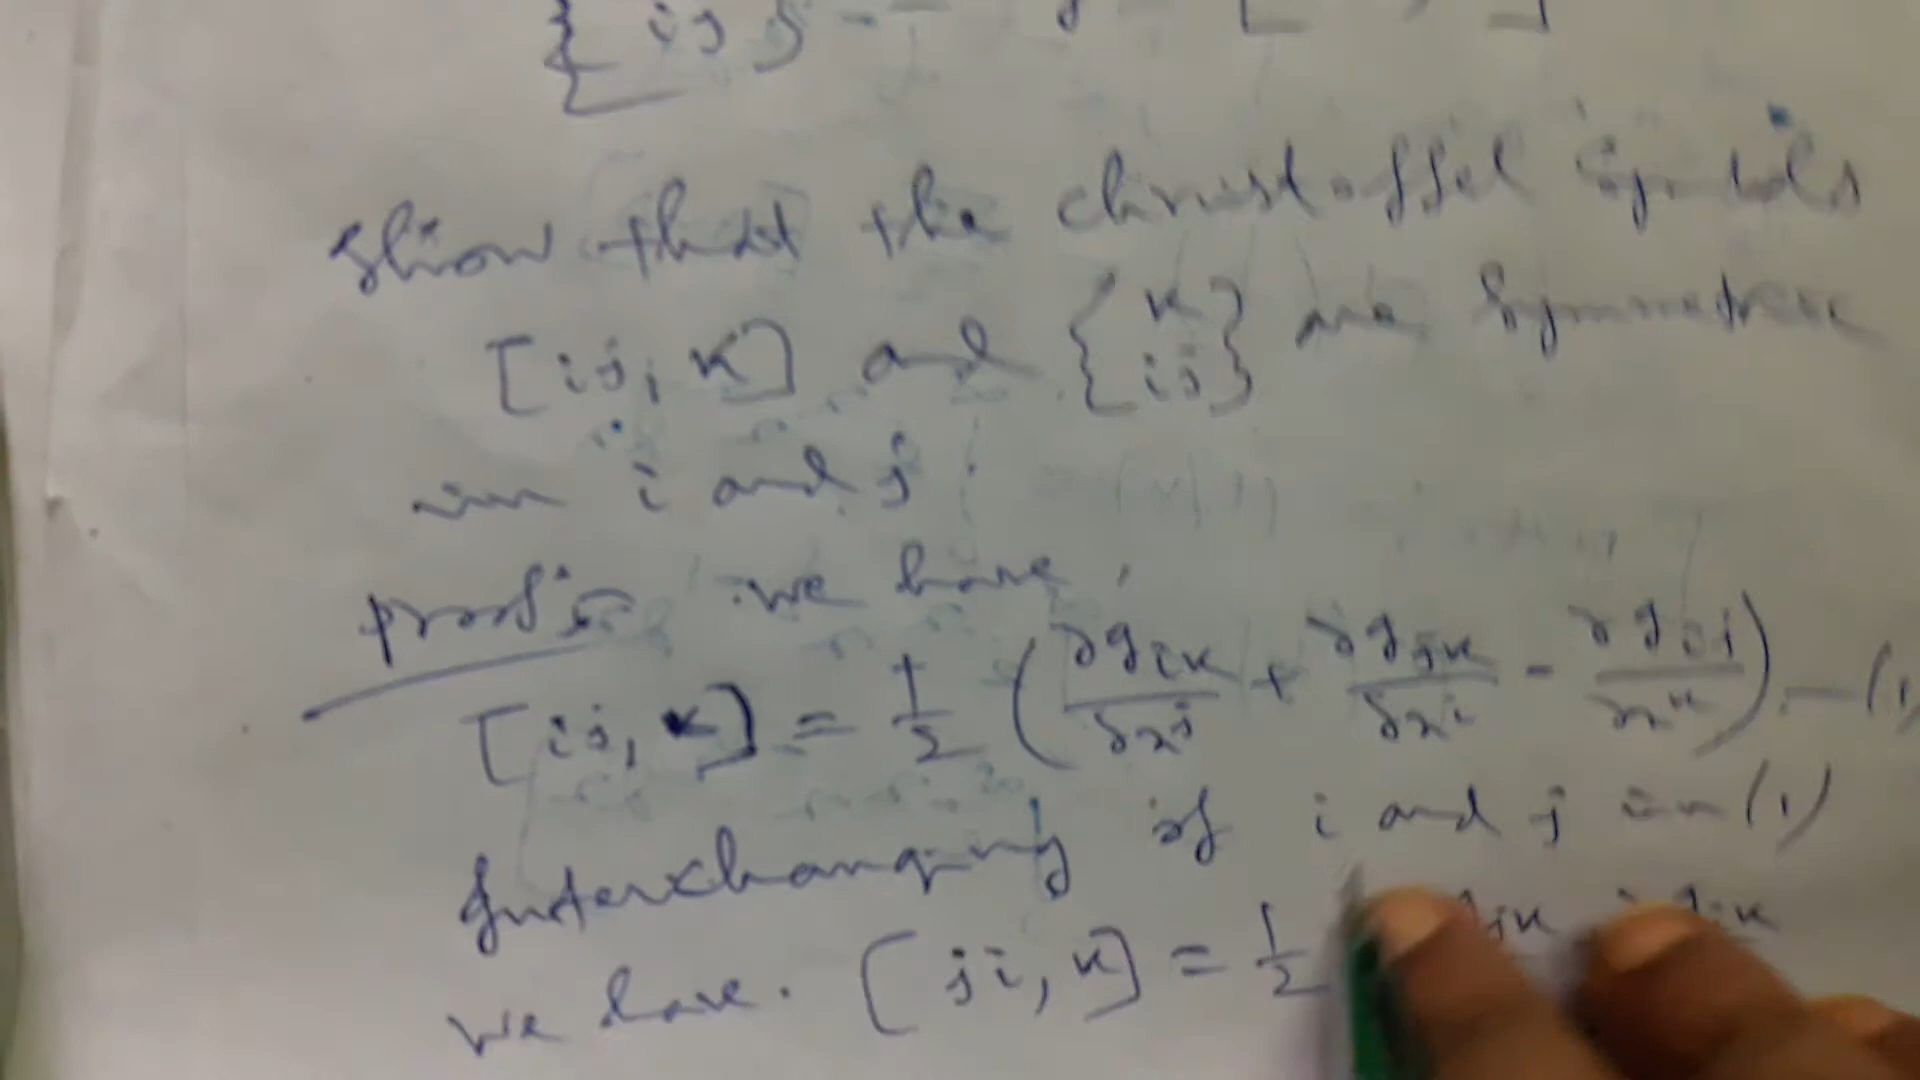 { ij }
Show that the christoffel symbols
[ij, k] and {k ij} are symmetric
in i and j.
proof: we have,
[ij, k] = 1/2 (∂g_ik/∂x^j + ∂g_jk/∂x^i - ∂g_ij/∂x^k) — (1)
Interchanging of i and j in (1)
we have. [ji, k] = 1/2